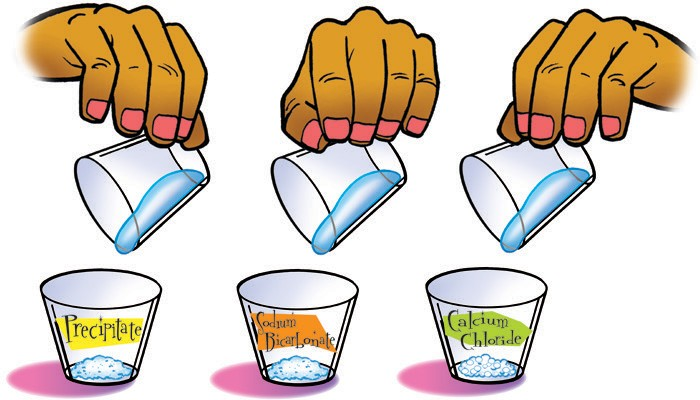 Precipitate
Sodium
Bicarbonate
Calcium
Chloride